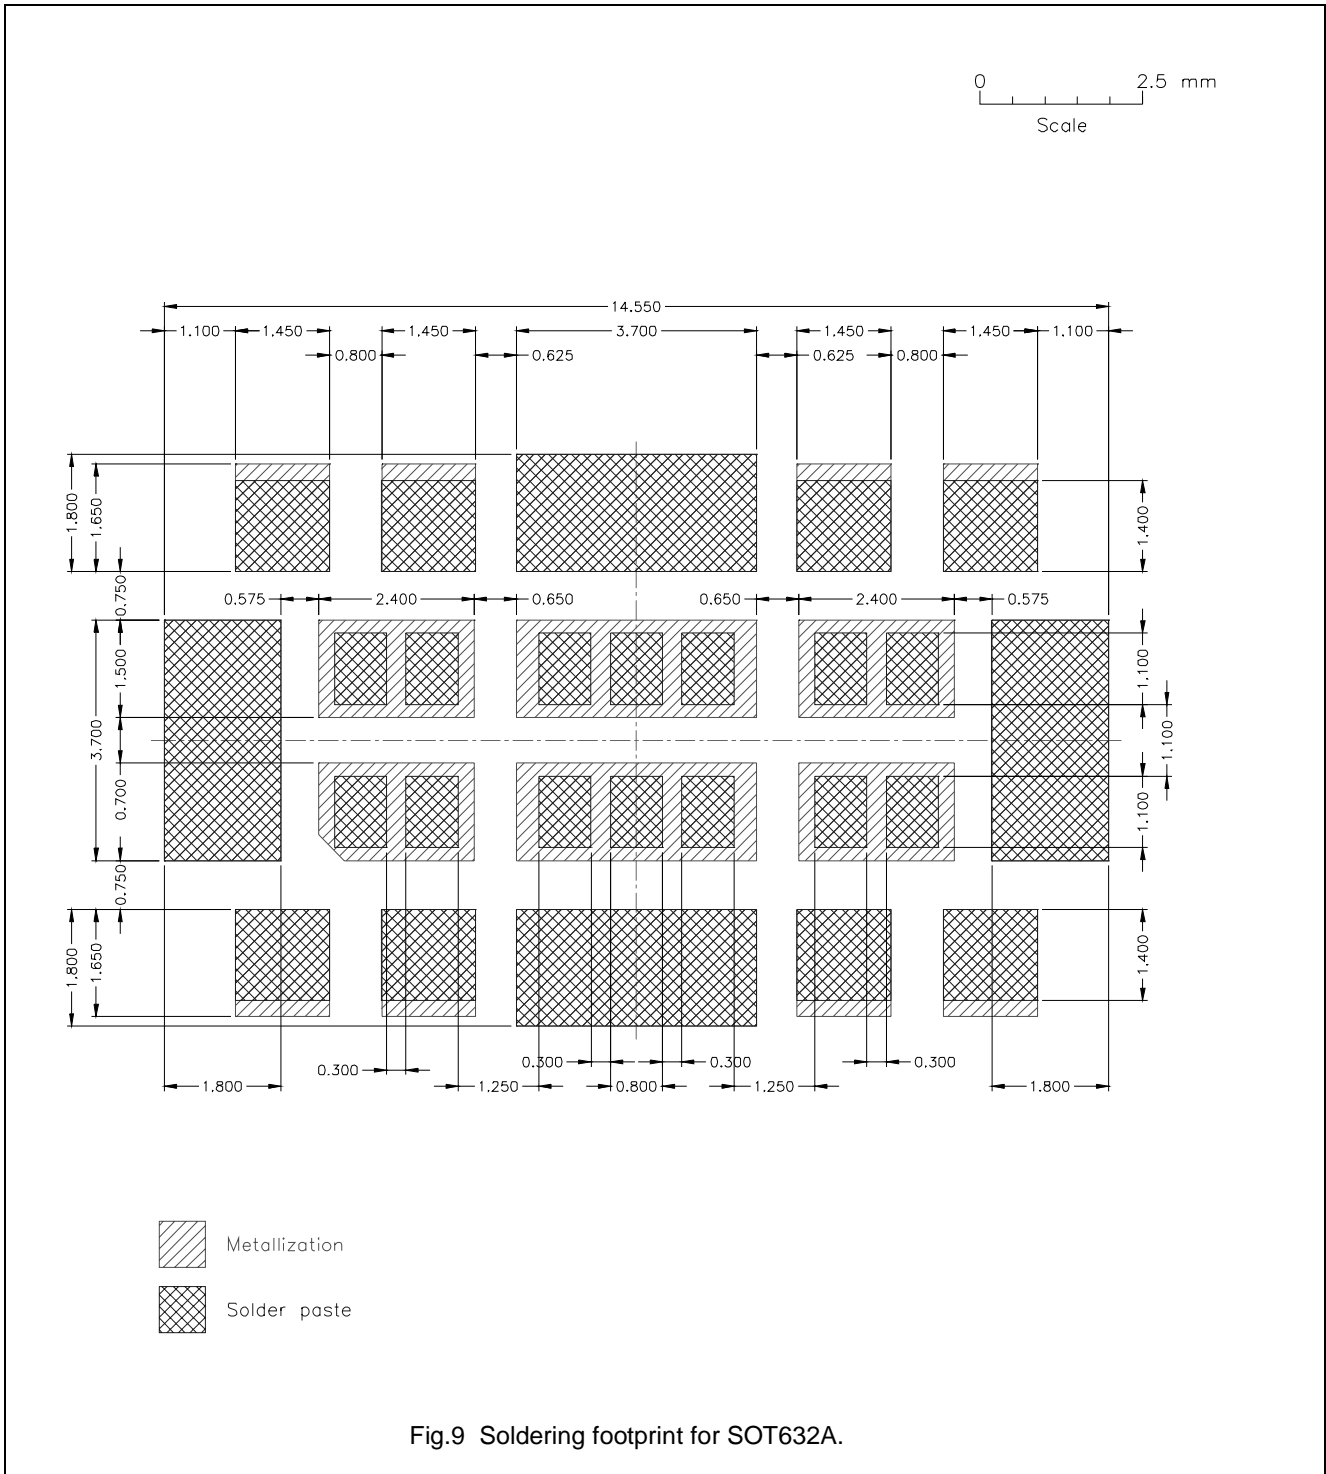 0 2.5 mm
Scale
14.550
1.100 1.450 1.450 3.700 1.450 1.450 1.100
0.800 0.625 0.625 0.800
1.800
1.650
1.400
0.750
0.575 2.400 0.650 0.650 2.400 0.575
3.700
1.500
0.700
1.100
1.100
1.100
0.750
1.800
1.650
1.400
0.300 0.300 0.300 0.300
1.800 1.250 0.800 1.250 1.800
Metallization
Solder paste
Fig.9 Soldering footprint for SOT632A.